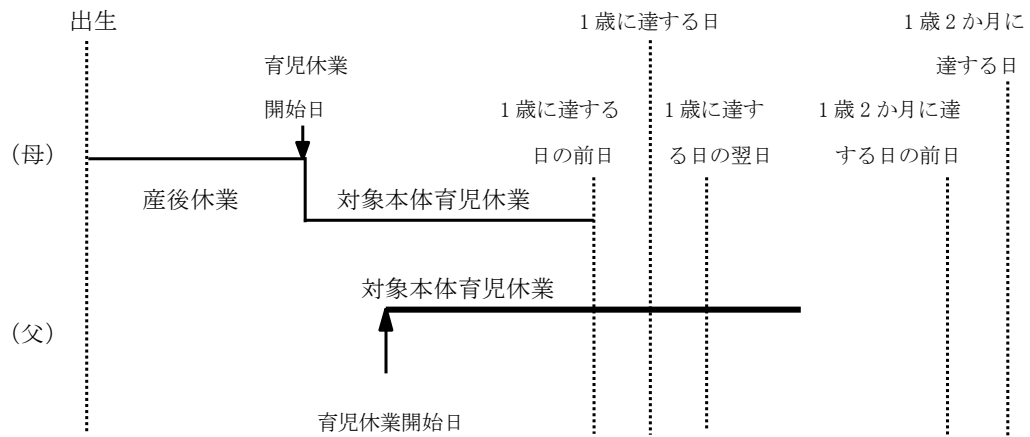 出生
1歳に達する日
1歳2か月に
達する日
育児休業
開始日
1歳に達する
日の前日
1歳に達す
る日の翌日
1歳2か月に達
する日の前日
(母)
産後休業
対象本体育児休業
対象本体育児休業
(父)
育児休業開始日